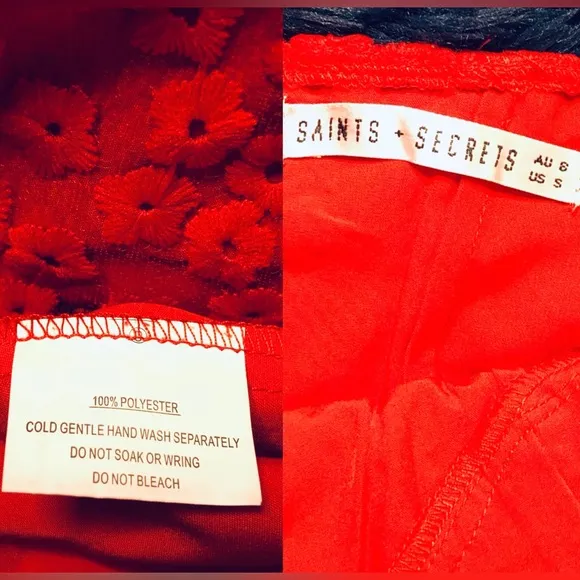 100% POLYESTER
COLD GENTLE HAND WASH SEPARATELY
DO NOT SOAK OR WRING
DO NOT BLEACH
SAINTS + SECRETS
AU 8
US S